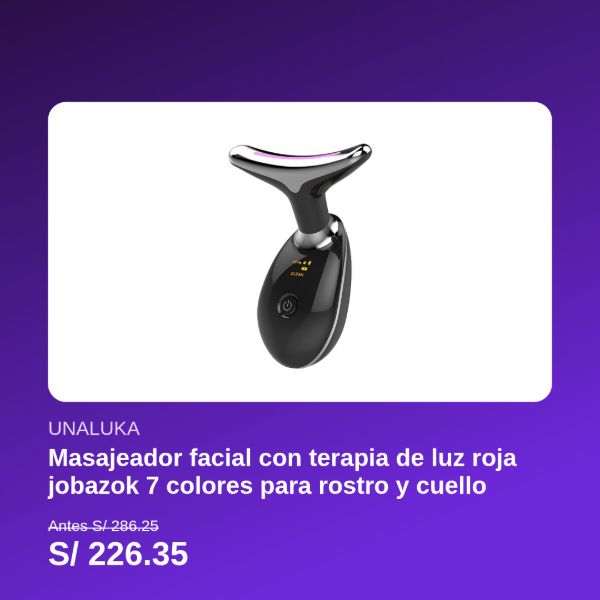 CLEAN
UNALUKA
Masajeador facial con terapia de luz roja
jobazok 7 colores para rostro y cuello
Antes S/ 286.25
S/ 226.35